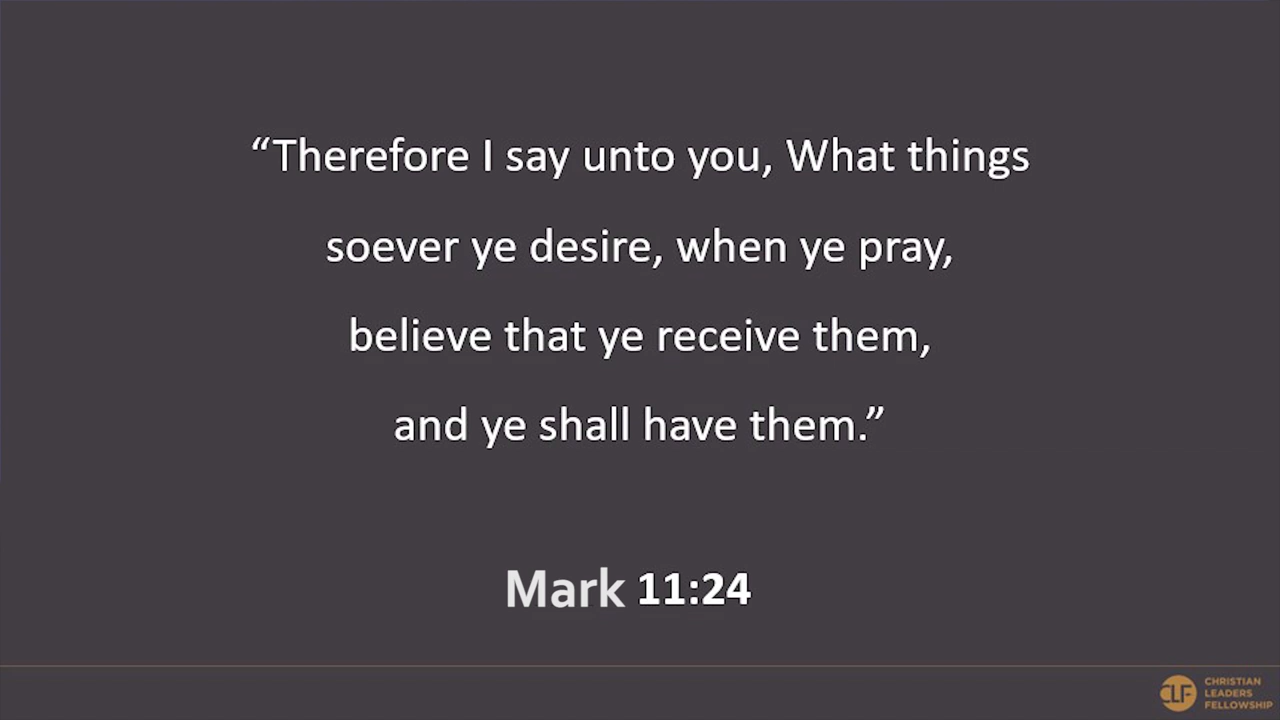 “Therefore I say unto you, What things
soever ye desire, when ye pray,
believe that ye receive them,
and ye shall have them.”
Mark 11:24
CLF
CHRISTIAN
LEADERS
FELLOWSHIP